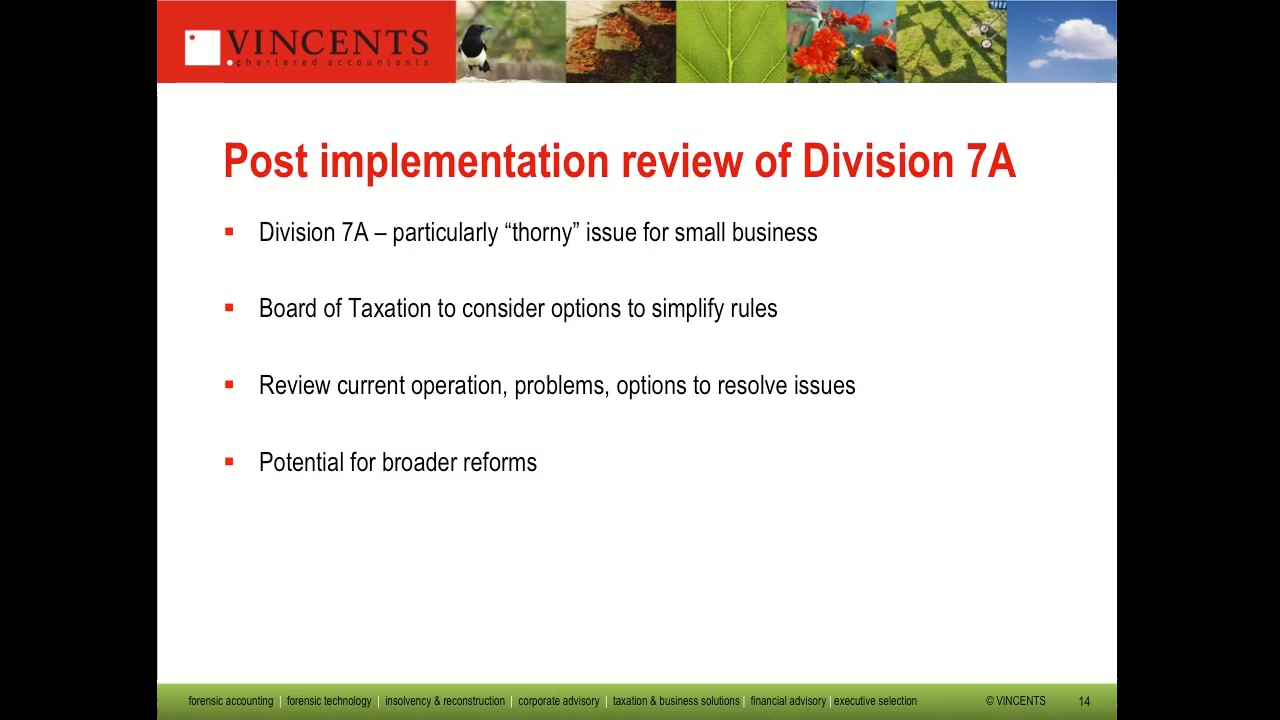 VINCENTS
chartered accountants
Post implementation review of Division 7A
Division 7A – particularly “thorny” issue for small business
Board of Taxation to consider options to simplify rules
Review current operation, problems, options to resolve issues
Potential for broader reforms
forensic accounting | forensic technology | insolvency & reconstruction | corporate advisory | taxation & business solutions | financial advisory | executive selection © VINCENTS 14